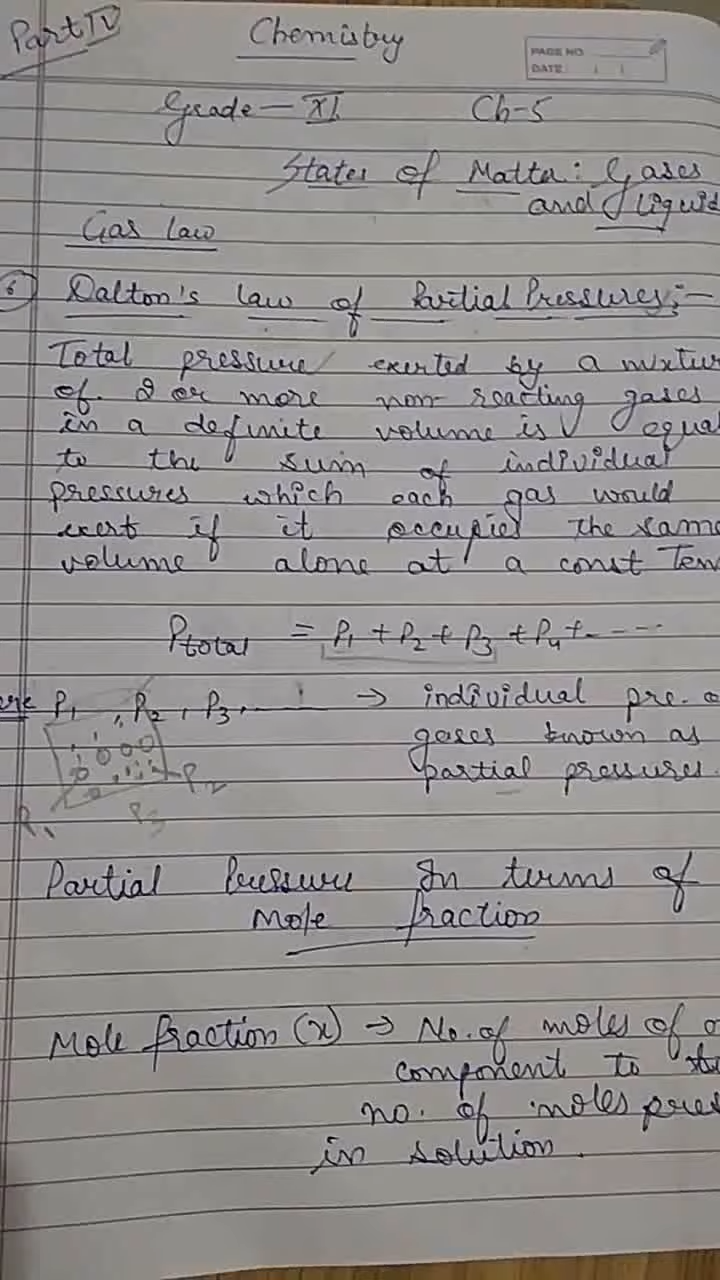 Part IV
Chemistry
PAGE NO
DATE
Grade — XI Ch-5
States of Matter: Gases
and Liquid
Gas law
6 Dalton's law of Partial Pressures:-
Total pressure exerted by a mixtur
of 2 or more non-reacting gases
in a definite volume is equa
to the sum of individual
pressures which each gas would
exert if it occupied the same
volume alone at a const Tem
Ptotal = P₁ + P₂ + P₃ + P₄ + - - - -
ere P₁, P₂, P₃, → individual pre. o
gases known as
partial pressures.
P₂
P₁ P₃
Partial Pressure In terms of
Mole fraction
Mole fraction (x) → No. of moles of o
component to
no. of moles pres
in solution.